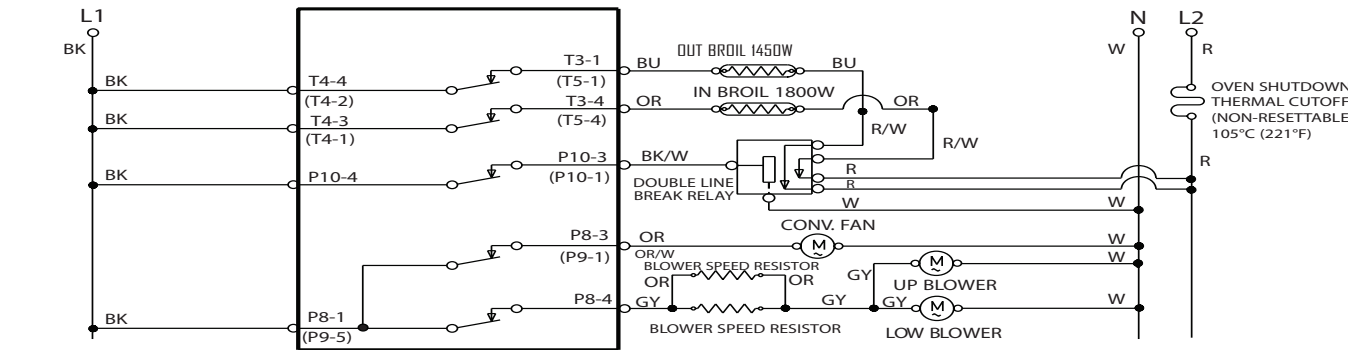 L1
N L2
BK
W
R
BK
T4-4
(T4-2)
T3-1
(T5-1)
BU
OUT BROIL 1450W
BU
OVEN SHUTDOWN
THERMAL CUTOFF
(NON-RESETTABLE
105°C (221°F)
BK
T4-3
(T4-1)
T3-4
(T5-4)
OR
IN BROIL 1800W
OR
R/W
R/W
BK
P10-4
P10-3
(P10-1)
BK/W
DOUBLE LINE
BREAK RELAY
R
R
R
W
W
CONV. FAN
P8-3
(P9-1)
OR
OR/W
W
W
BLOWER SPEED RESISTOR
OR
OR
M
~
GY
M
~
UP BLOWER
BK
P8-1
(P9-5)
P8-4
GY
GY
GY
M
~
W
BLOWER SPEED RESISTOR
LOW BLOWER